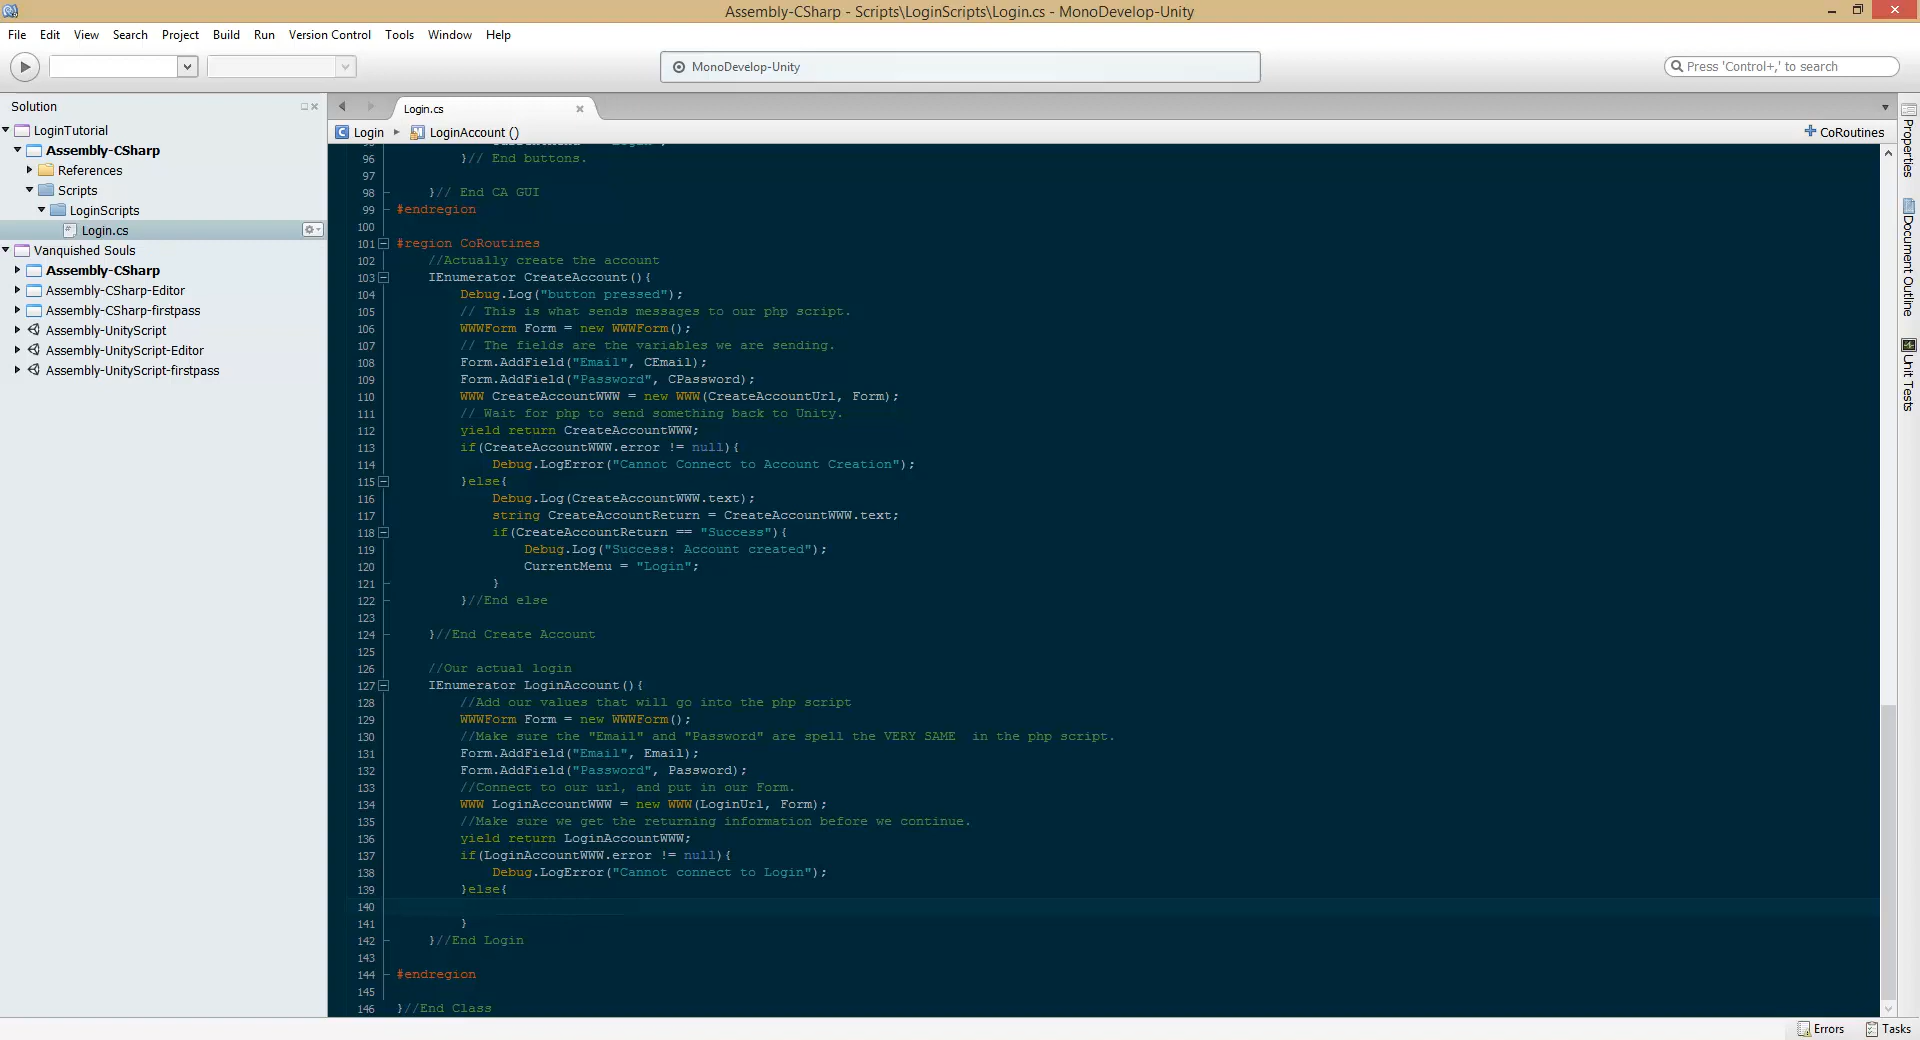 Assembly-CSharp - Scripts\LoginScripts\Login.cs - MonoDevelop-Unity
File Edit View Search Project Build Run Version Control Tools Window Help
MonoDevelop-Unity
Press 'Control+,' to search
Solution
LoginTutorial
Assembly-CSharp
References
Scripts
LoginScripts
Login.cs
Vanquished Souls
Assembly-CSharp
Assembly-CSharp-Editor
Assembly-CSharp-firstpass
Assembly-UnityScript
Assembly-UnityScript-Editor
Assembly-UnityScript-firstpass
Login.cs
Login LoginAccount () CoRoutines
96 }// End buttons.
97
98 }// End CA GUI
99 #endregion
100
101 #region CoRoutines
102 //Actually create the account
103 IEnumerator CreateAccount(){
104 Debug.Log("button pressed");
105 // This is what sends messages to our php script.
106 WWWForm Form = new WWWForm();
107 // The fields are the variables we are sending.
108 Form.AddField("Email", CEmail);
109 Form.AddField("Password", CPassword);
110 WWW CreateAccountWWW = new WWW(CreateAccountUrl, Form);
111 // Wait for php to send something back to Unity.
112 yield return CreateAccountWWW;
113 if(CreateAccountWWW.error != null){
114 Debug.LogError("Cannot Connect to Account Creation");
115 }else{
116 Debug.Log(CreateAccountWWW.text);
117 string CreateAccountReturn = CreateAccountWWW.text;
118 if(CreateAccountReturn == "Success"){
119 Debug.Log("Success: Account created");
120 CurrentMenu = "Login";
121 }
122 }//End else
123
124 }//End Create Account
125
126 //Our actual login
127 IEnumerator LoginAccount(){
128 //Add our values that will go into the php script
129 WWWForm Form = new WWWForm();
130 //Make sure the "Email" and "Password" are spell the VERY SAME  in the php script.
131 Form.AddField("Email", Email);
132 Form.AddField("Password", Password);
133 //Connect to our url, and put in our Form.
134 WWW LoginAccountWWW = new WWW(LoginUrl, Form);
135 //Make sure we get the returning information before we continue.
136 yield return LoginAccountWWW;
137 if(LoginAccountWWW.error != null){
138 Debug.LogError("Cannot connect to Login");
139 }else{
140
141 }
142 }//End Login
143
144 #endregion
145
146 }//End Class
Properties
Document Outline
Unit Tests
Errors Tasks